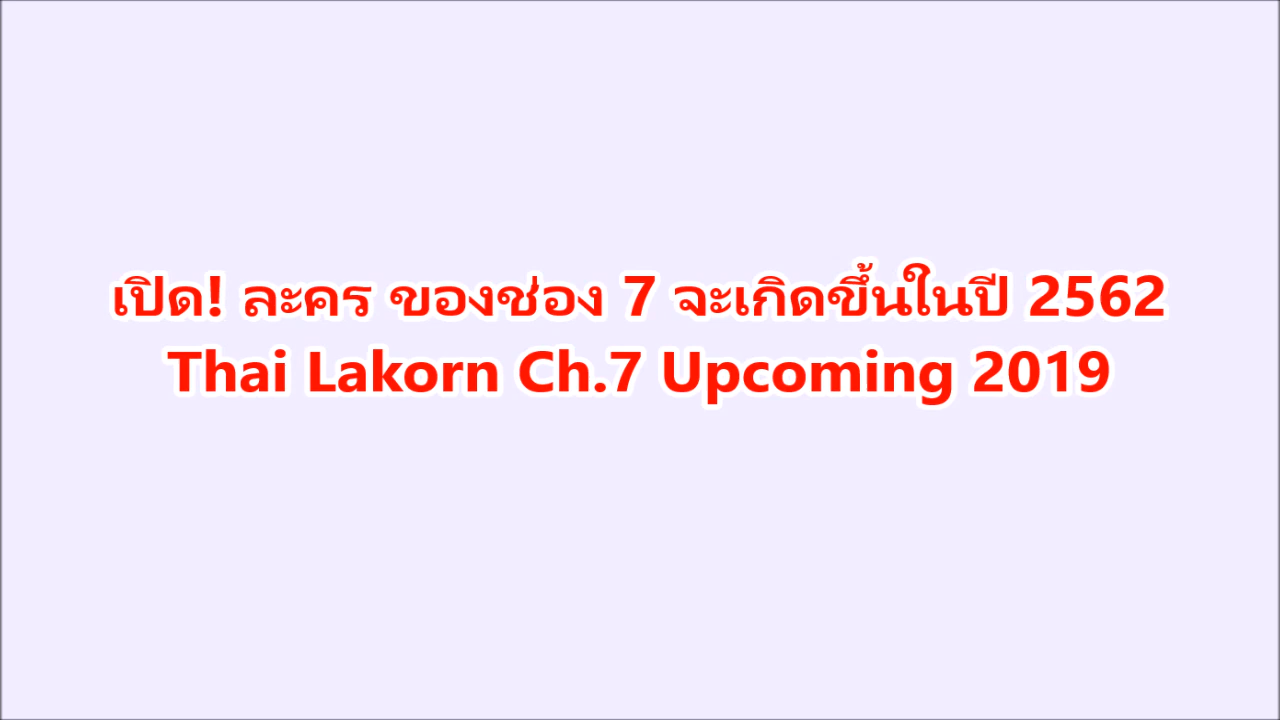 เปิด! ละคร ของช่อง 7 จะเกิดขึ้นในปี 2562
Thai Lakorn Ch.7 Upcoming 2019